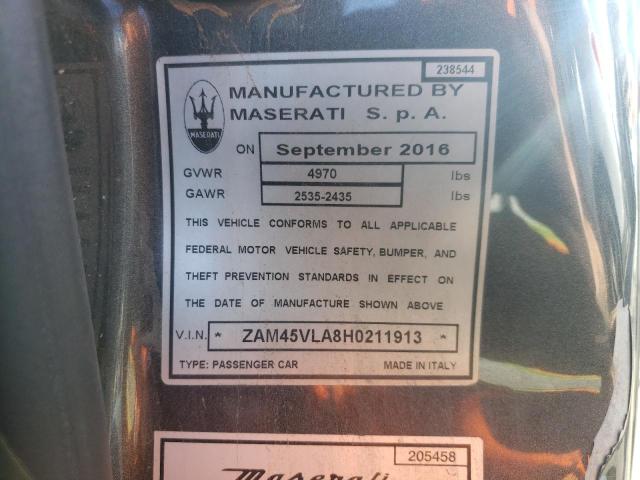 238544
MANUFACTURED BY
MASERATI S. p. A.
MASERATI
ON September 2016
GVWR 4970 lbs
GAWR 2535-2435 lbs
THIS VEHICLE CONFORMS TO ALL APPLICABLE
FEDERAL MOTOR VEHICLE SAFETY, BUMPER, AND
THEFT PREVENTION STANDARDS IN EFFECT ON
THE DATE OF MANUFACTURE SHOWN ABOVE
V.I.N. * ZAM45VLA8H0211913 *
TYPE: PASSENGER CAR MADE IN ITALY
205458
Maserati